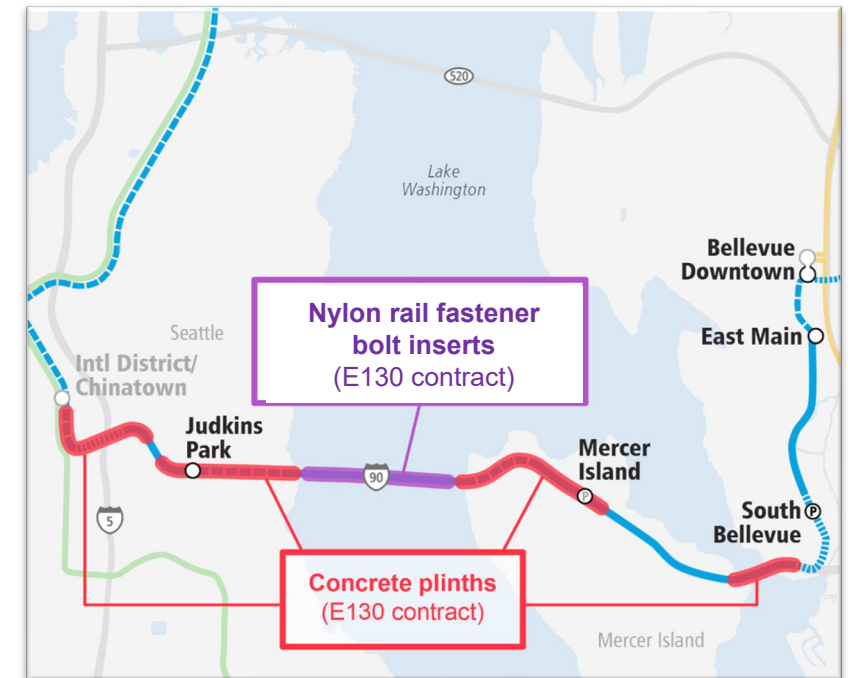 520
Lake
Washington
Bellevue
Downtown
Nylon rail fastener
bolt inserts
(E130 contract)
East Main
Seattle
Intl District/
Chinatown
Judkins
Park
Mercer
Island
90
P
5
South
Bellevue
P
Concrete plinths
(E130 contract)
Mercer Island